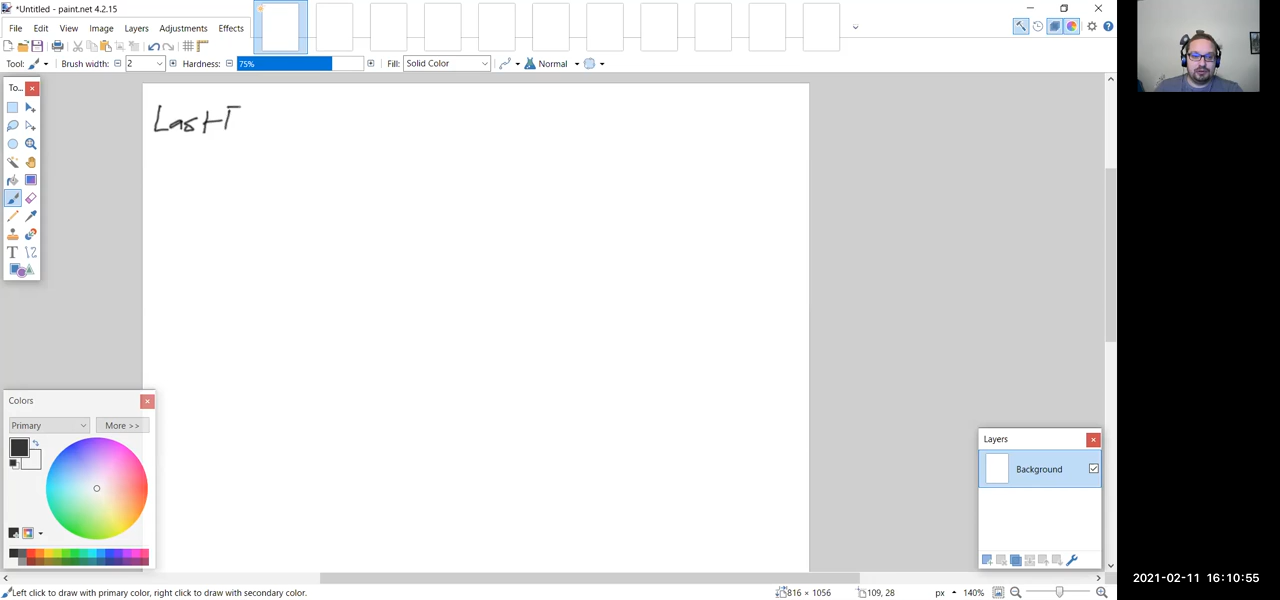 *Untitled - paint.net 4.2.15
File Edit View Image Layers Adjustments Effects
Tool: Brush width: 2 Hardness: 75% Fill: Solid Color Normal
To...
Last T
Colors
Primary More >>
Layers
Background
2021-02-11 16:10:55
Left click to draw with primary color, right click to draw with secondary color. 816 × 1056 109, 28 px 140%